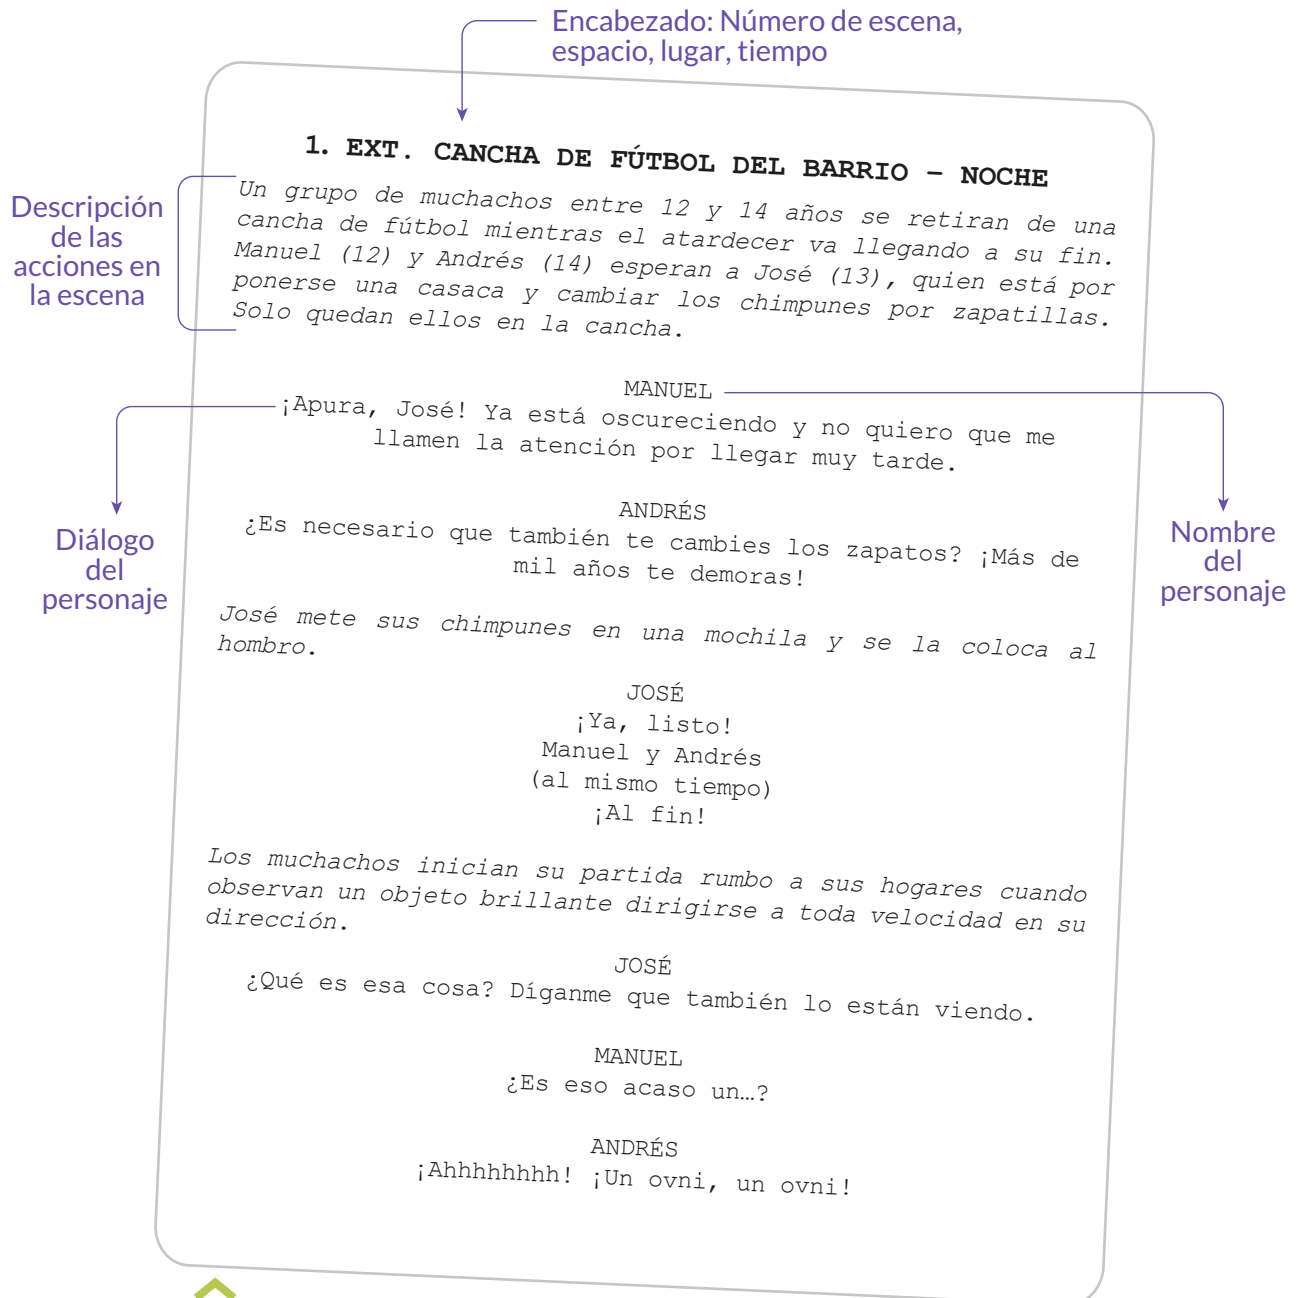 Encabezado: Número de escena,
espacio, lugar, tiempo
1. EXT. CANCHA DE FÚTBOL DEL BARRIO – NOCHE
Descripción
de las
acciones en
la escena
Un grupo de muchachos entre 12 y 14 años se retiran de una
cancha de fútbol mientras el atardecer va llegando a su fin.
Manuel (12) y Andrés (14) esperan a José (13), quien está por
ponerse una casaca y cambiar los chimpunes por zapatillas.
Solo quedan ellos en la cancha.
MANUEL
¡Apura, José! Ya está oscureciendo y no quiero que me
llamen la atención por llegar muy tarde.
Diálogo
del
personaje
Nombre
del
personaje
ANDRÉS
¿Es necesario que también te cambies los zapatos? ¡Más de
mil años te demoras!
José mete sus chimpunes en una mochila y se la coloca al
hombro.
JOSÉ
¡Ya, listo!
Manuel y Andrés
(al mismo tiempo)
¡Al fin!
Los muchachos inician su partida rumbo a sus hogares cuando
observan un objeto brillante dirigirse a toda velocidad en su
dirección.
JOSÉ
¿Qué es esa cosa? Díganme que también lo están viendo.
MANUEL
¿Es eso acaso un…?
ANDRÉS
¡Ahhhhhhhh! ¡Un ovni, un ovni!